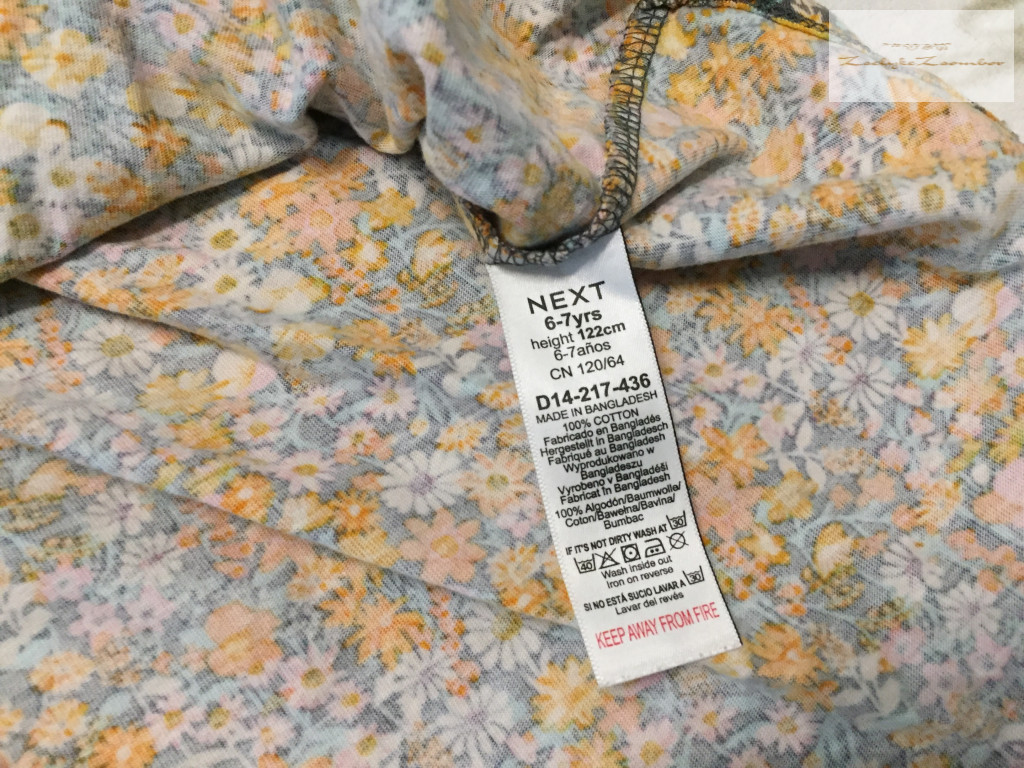 NEXT
6-7yrs
height 122cm
6-7años
CN 120/64
D14-217-436
MADE IN BANGLADESH
100% COTTON
Fabricado en Bangladés
Hergestellt in Bangladesch
Fabriqué au Bangladesh
Wyprodukowano w
Bangladeszu
Vyrobeno v Bangladéši
Fabricat în Bangladesh
100% Algodón/Baumwolle/
Coton/Bawełna/Bavlna/
Bumbac
IF IT'S NOT DIRTY WASH AT 30
40
Wash inside out
Iron on reverse
SI NO ESTÁ SUCIO LAVAR A 30
Lavar del revés
KEEP AWAY FROM FIRE